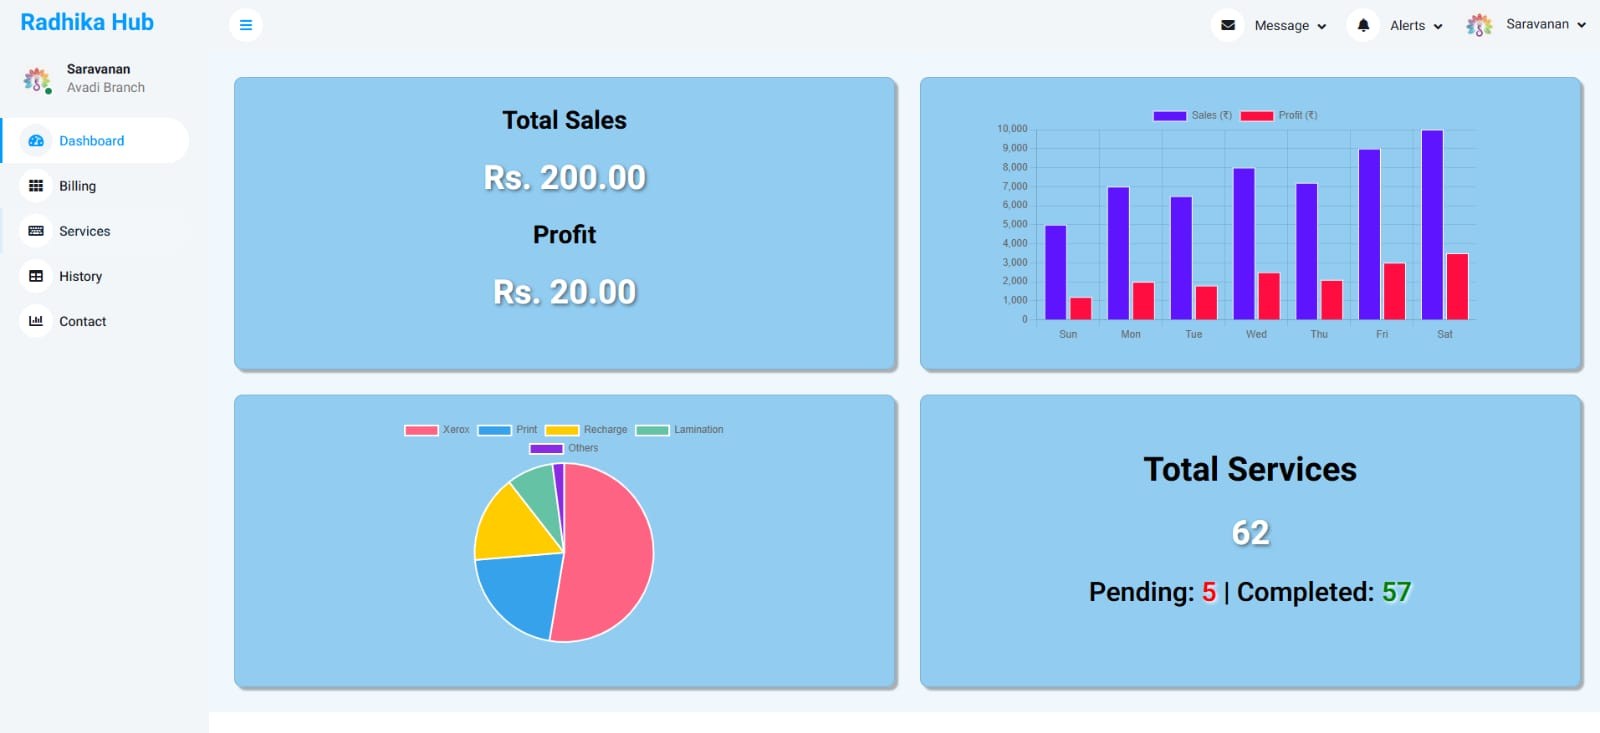 Radhika Hub
Message
Alerts
Saravanan
Saravanan
Avadi Branch
Dashboard
Billing
Services
History
Contact
Total Sales
Rs. 200.00
Profit
Rs. 20.00
Sales (₹) Profit (₹)
10,000
9,000
8,000
7,000
6,000
5,000
4,000
3,000
2,000
1,000
0
Sun Mon Tue Wed Thu Fri Sat
Xerox Print Recharge Lamination
Others
Total Services
62
Pending: 5 | Completed: 57